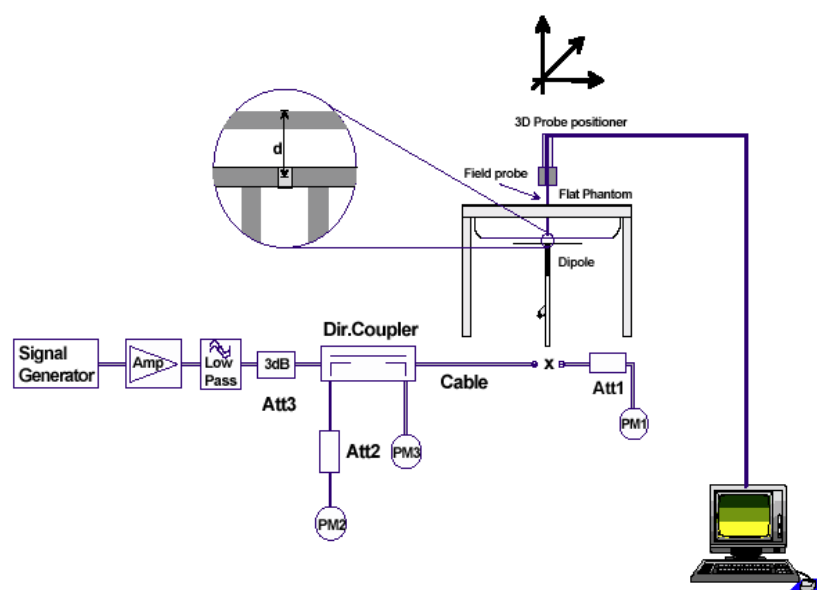 3D Probe positioner
d
Field probe
Flat Phantom
Dipole
Dir.Coupler
Signal
Generator
Amp
Low
Pass
3dB
Cable
x
Att1
Att3
PM1
Att2
PM3
PM2